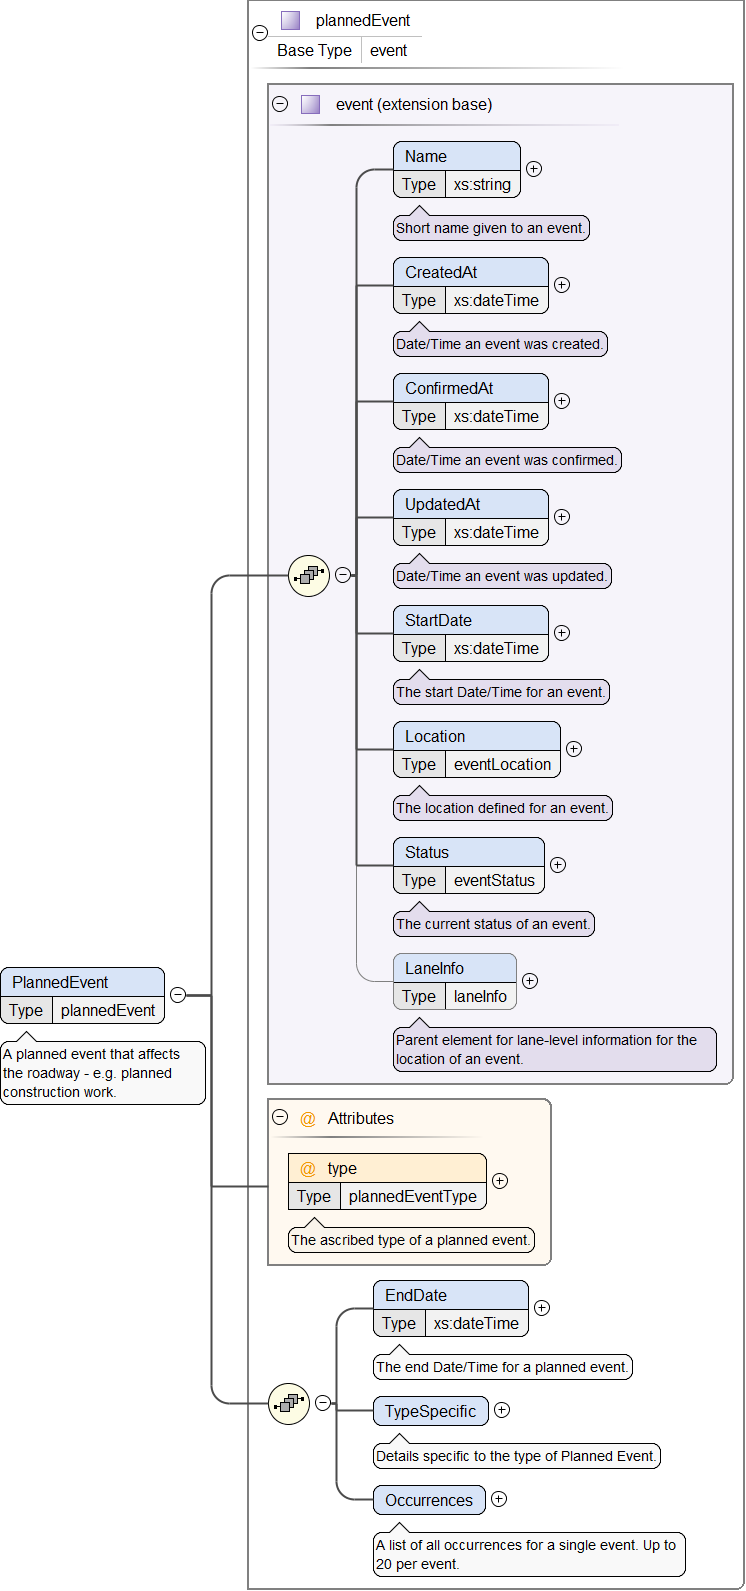 plannedEvent
Base Type event
event (extension base)
Name
Type xs:string
Short name given to an event.
CreatedAt
Type xs:dateTime
Date/Time an event was created.
ConfirmedAt
Type xs:dateTime
Date/Time an event was confirmed.
UpdatedAt
Type xs:dateTime
Date/Time an event was updated.
StartDate
Type xs:dateTime
The start Date/Time for an event.
Location
Type eventLocation
The location defined for an event.
Status
Type eventStatus
The current status of an event.
LaneInfo
Type laneInfo
Parent element for lane-level information for the
location of an event.
PlannedEvent
Type plannedEvent
A planned event that affects
the roadway - e.g. planned
construction work.
@ Attributes
@ type
Type plannedEventType
The ascribed type of a planned event.
EndDate
Type xs:dateTime
The end Date/Time for a planned event.
TypeSpecific
Details specific to the type of Planned Event.
Occurrences
A list of all occurrences for a single event. Up to
20 per event.